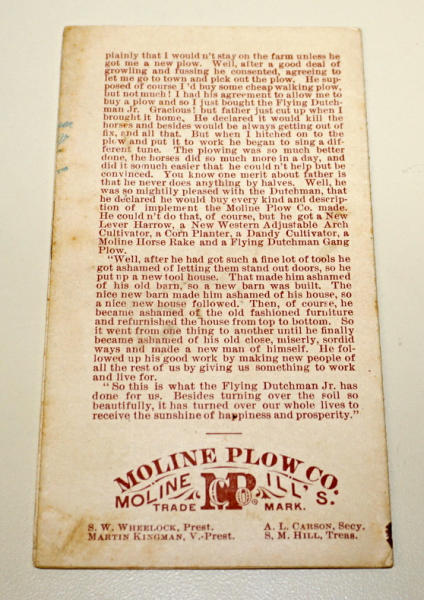 plainly that I would n't stay on the farm unless he
got me a new plow. Well, after a good deal of
growling and fussing he consented, agreeing to
let me go to town and pick out the plow. He sup-
posed of course I'd buy some cheap walking plow,
but not much! I had his agreement to allow me to
buy a plow and so I just bought the Flying Dutch-
man Jr. Gracious! but father just cut up when I
brought it home. He declared it would kill the
horses and besides would be always getting out of
fix, and all that. But when I hitched on to the
plow and put it to work he began to sing a dif-
ferent tune. The plowing was so much better
done, the horses did so much more in a day, and
did it so much easier that he could n't help but be
convinced. You know one merit about father is
that he never does anything by halves. Well, he
was so mightily pleased with the Dutchman, that
he declared he would buy every kind and descrip-
tion of implement the Moline Plow Co. made.
He could n't do that, of course, but he got a New
Lever Harrow, a New Western Adjustable Arch
Cultivator, a Corn Planter, a Dandy Cultivator, a
Moline Horse Rake and a Flying Dutchman Gang
Plow.
"Well, after he had got such a fine lot of tools he
got ashamed of letting them stand out doors, so he
put up a new tool house. That made him ashamed
of his old barn, so a new barn was built. The
nice new barn made him ashamed of his house, so
a nice new house followed. Then, of course, he
became ashamed of the old fashioned furniture
and refurnished the house from top to bottom. So
it went from one thing to another until he finally
became ashamed of his old close, miserly, sordid
ways and made a new man of himself. He fol-
lowed up his good work by making new people of
all the rest of us by giving us something to work
and live for.
"So this is what the Flying Dutchman Jr. has
done for us. Besides turning over the soil so
beautifully, it has turned over our whole lives to
receive the sunshine of happiness and prosperity."
MOLINE PLOW CO.
MOLINE M.P.Co. ILL'S.
TRADE MARK.
S. W. WHEELOCK, Prest. A. L. CARSON, Secy.
MARTIN KINGMAN, V.-Prest. S. M. HILL, Treas.